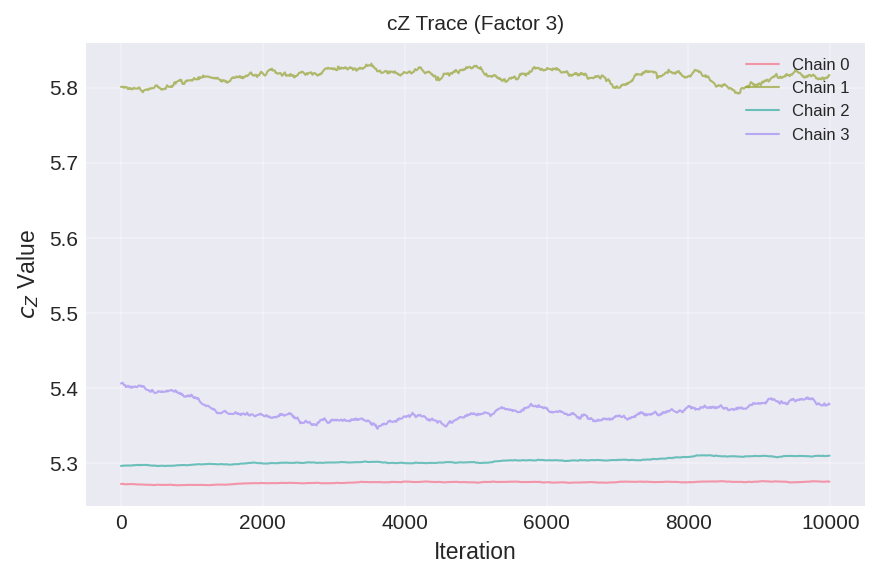 cZ Trace (Factor 3)
Chain 0
Chain 1
Chain 2
Chain 3
5.8
5.7
5.6
5.5
5.4
5.3
cZ Value
0 2000 4000 6000 8000 10000
Iteration